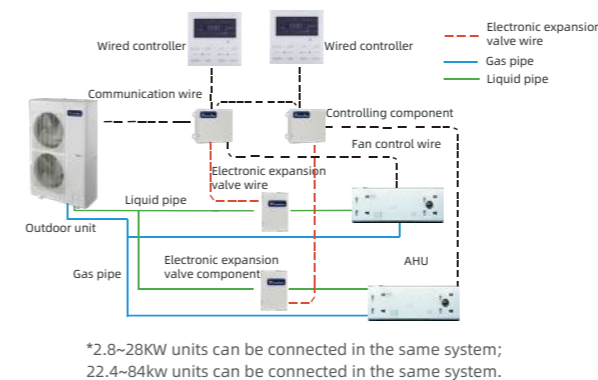 Electronic expansion
valve wire
Gas pipe
Liquid pipe
Wired controller
Wired controller
Communication wire
Controlling component
Fan control wire
Electronic expansion
valve wire
Liquid pipe
Outdoor unit
Gas pipe
Electronic expansion
valve component
AHU
*2.8~28KW units can be connected in the same system;
22.4~84kw units can be connected in the same system.